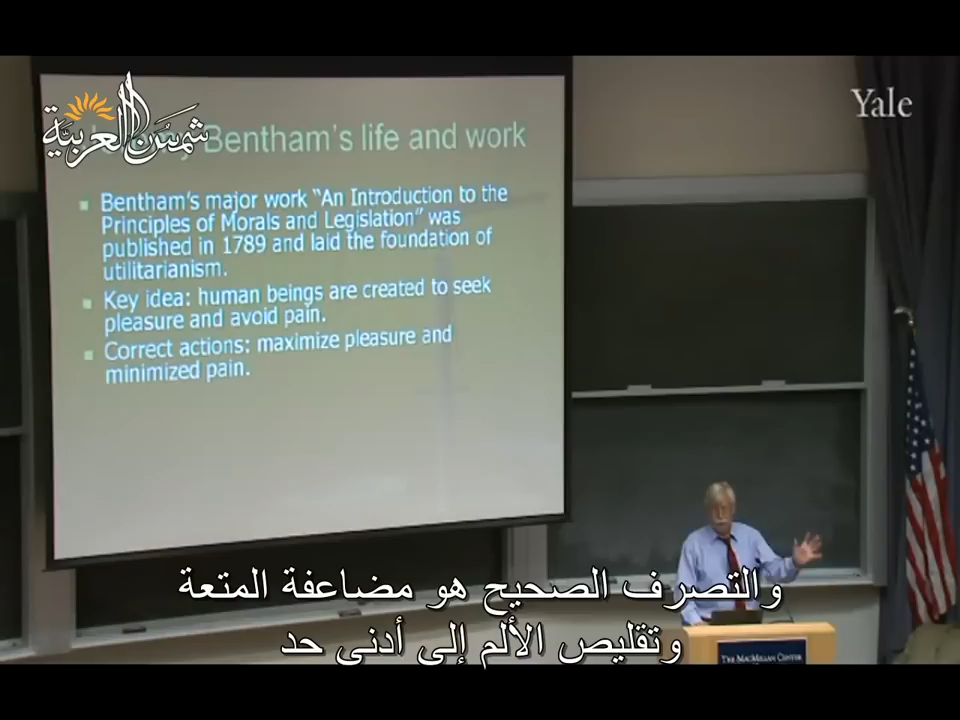 شمس العربية
Yale
Bentham's life and work
Bentham's major work "An Introduction to the
Principles of Morals and Legislation" was
published in 1789 and laid the foundation of
utilitarianism.
Key idea: human beings are created to seek
pleasure and avoid pain.
Correct actions: maximize pleasure and
minimized pain.
والتصرف الصحيح هو مضاعفة المتعة
وتقليص الألم إلى أدنى حد
THE MACMILLAN CENTER